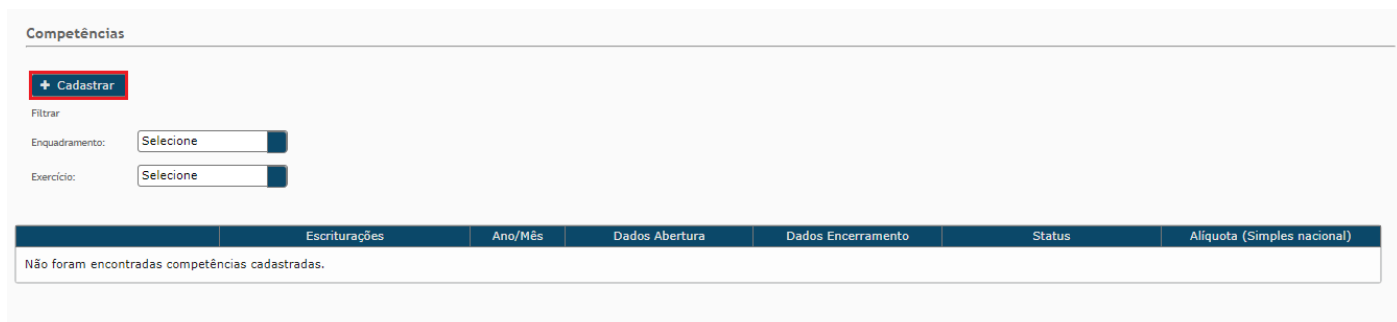 Competências
+ Cadastrar
Filtrar
Enquadramento: Selecione
Exercício: Selecione
Escriturações Ano/Mês Dados Abertura Dados Encerramento Status Alíquota (Simples nacional)
Não foram encontradas competências cadastradas.